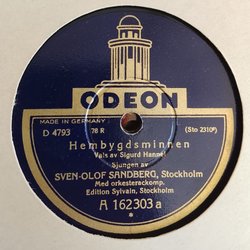 ODEON
MADE IN GERMANY
D 4793 78 R (Sto 2310²)
Hembygdsminnen
Vals av Sigurd Hannel
Sjungen av
SVEN-OLOF SANDBERG, Stockholm
Med orkesterackomp.
Edition Sylvain, Stockholm
A 162303 a